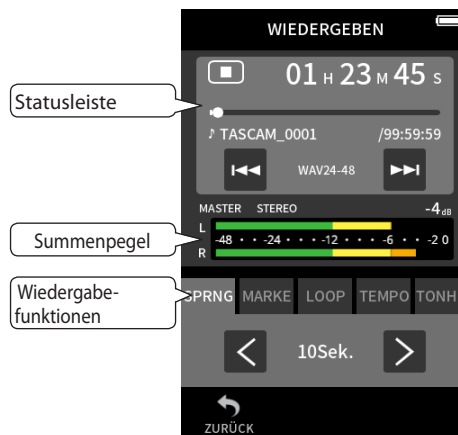 WIEDERGEBEN
01 H 23 M 45 S
Statusleiste
♪ TASCAM_0001 /99:59:59
WAV24-48
MASTER STEREO -4dB
L
Summenpegel
-48 · · -24 · · · -12 · · · -6 · · -2 0
R
Wiedergabe-
funktionen
SPRNG MARKE LOOP TEMPO TONH
10Sek.
ZURÜCK